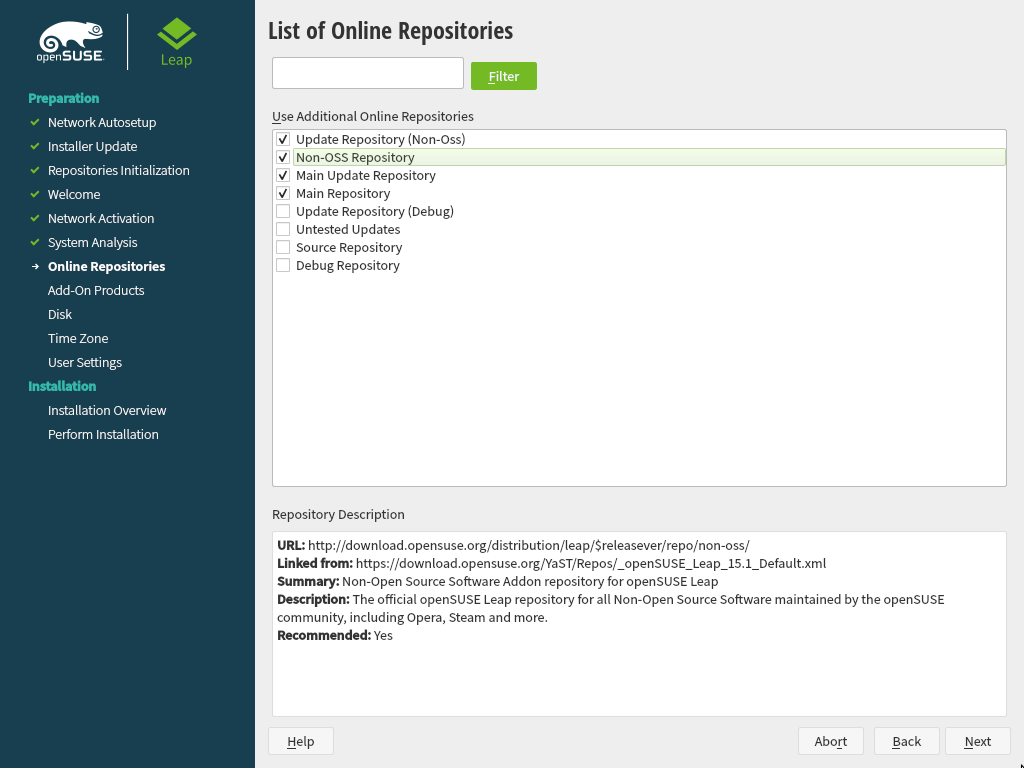 openSUSE
Leap
Preparation
Network Autosetup
Installer Update
Repositories Initialization
Welcome
Network Activation
System Analysis
Online Repositories
Add-On Products
Disk
Time Zone
User Settings
Installation
Installation Overview
Perform Installation
List of Online Repositories
Filter
Use Additional Online Repositories
Update Repository (Non-Oss)
Non-OSS Repository
Main Update Repository
Main Repository
Update Repository (Debug)
Untested Updates
Source Repository
Debug Repository
Repository Description
URL: http://download.opensuse.org/distribution/leap/$releasever/repo/non-oss/
Linked from: https://download.opensuse.org/YaST/Repos/_openSUSE_Leap_15.1_Default.xml
Summary: Non-Open Source Software Addon repository for openSUSE Leap
Description: The official openSUSE Leap repository for all Non-Open Source Software maintained by the openSUSE
community, including Opera, Steam and more.
Recommended: Yes
Help
Abort
Back
Next